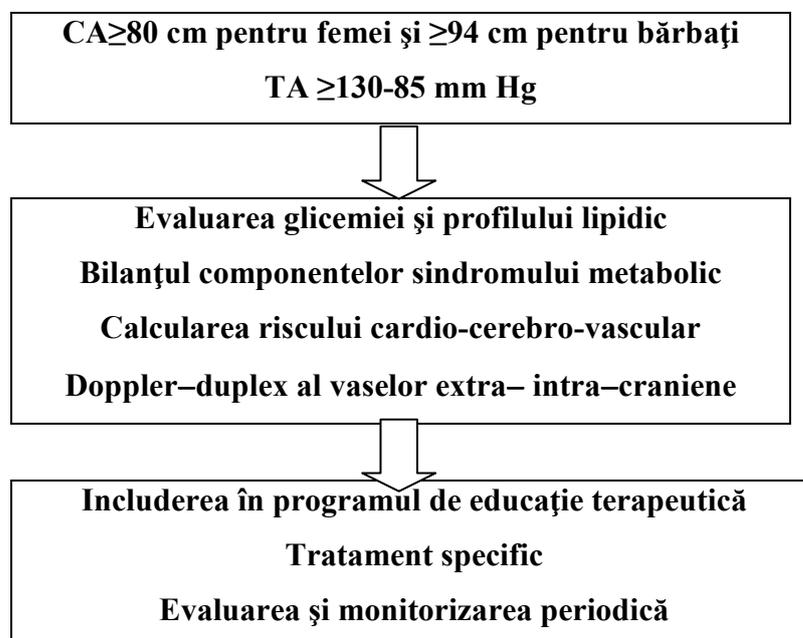 CA≥80 cm pentru femei şi ≥94 cm pentru bărbaţi
TA ≥130-85 mm Hg
Evaluarea glicemiei şi profilului lipidic
Bilanţul componentelor sindromului metabolic
Calcularea riscului cardio-cerebro-vascular
Doppler–duplex al vaselor extra– intra–craniene
Includerea în programul de educaţie terapeutică
Tratament specific
Evaluarea şi monitorizarea periodică